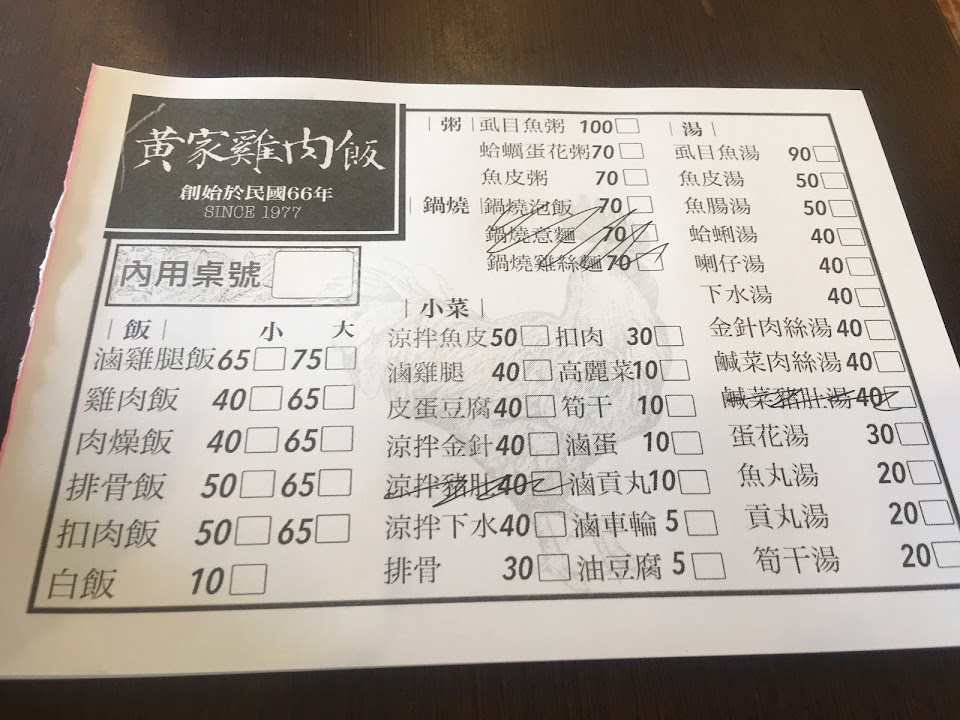 黃家雞肉飯
創始於民國66年
SINCE 1977
內用桌號
|飯| 小 大
滷雞腿飯 65 75
雞肉飯 40 65
肉燥飯 40 65
排骨飯 50 65
扣肉飯 50 65
白飯 10
|粥| 虱目魚粥 100
蛤蠣蛋花粥 70
魚皮粥 70
|鍋燒| 鍋燒泡飯 70
鍋燒意麵 70
鍋燒雞絲麵 70
|小菜|
涼拌魚皮 50
滷雞腿 40
皮蛋豆腐 40
涼拌金針 40
涼拌豬肚 40
涼拌下水 40
排骨 30
扣肉 30
高麗菜 10
筍干 10
滷蛋 10
滷貢丸 10
滷車輪 5
油豆腐 5
|湯|
虱目魚湯 90
魚皮湯 50
魚腸湯 50
蛤蜊湯 40
喇仔湯 40
下水湯 40
金針肉絲湯 40
鹹菜肉絲湯 40
鹹菜豬肚湯 40
蛋花湯 30
魚丸湯 20
貢丸湯 20
筍干湯 20